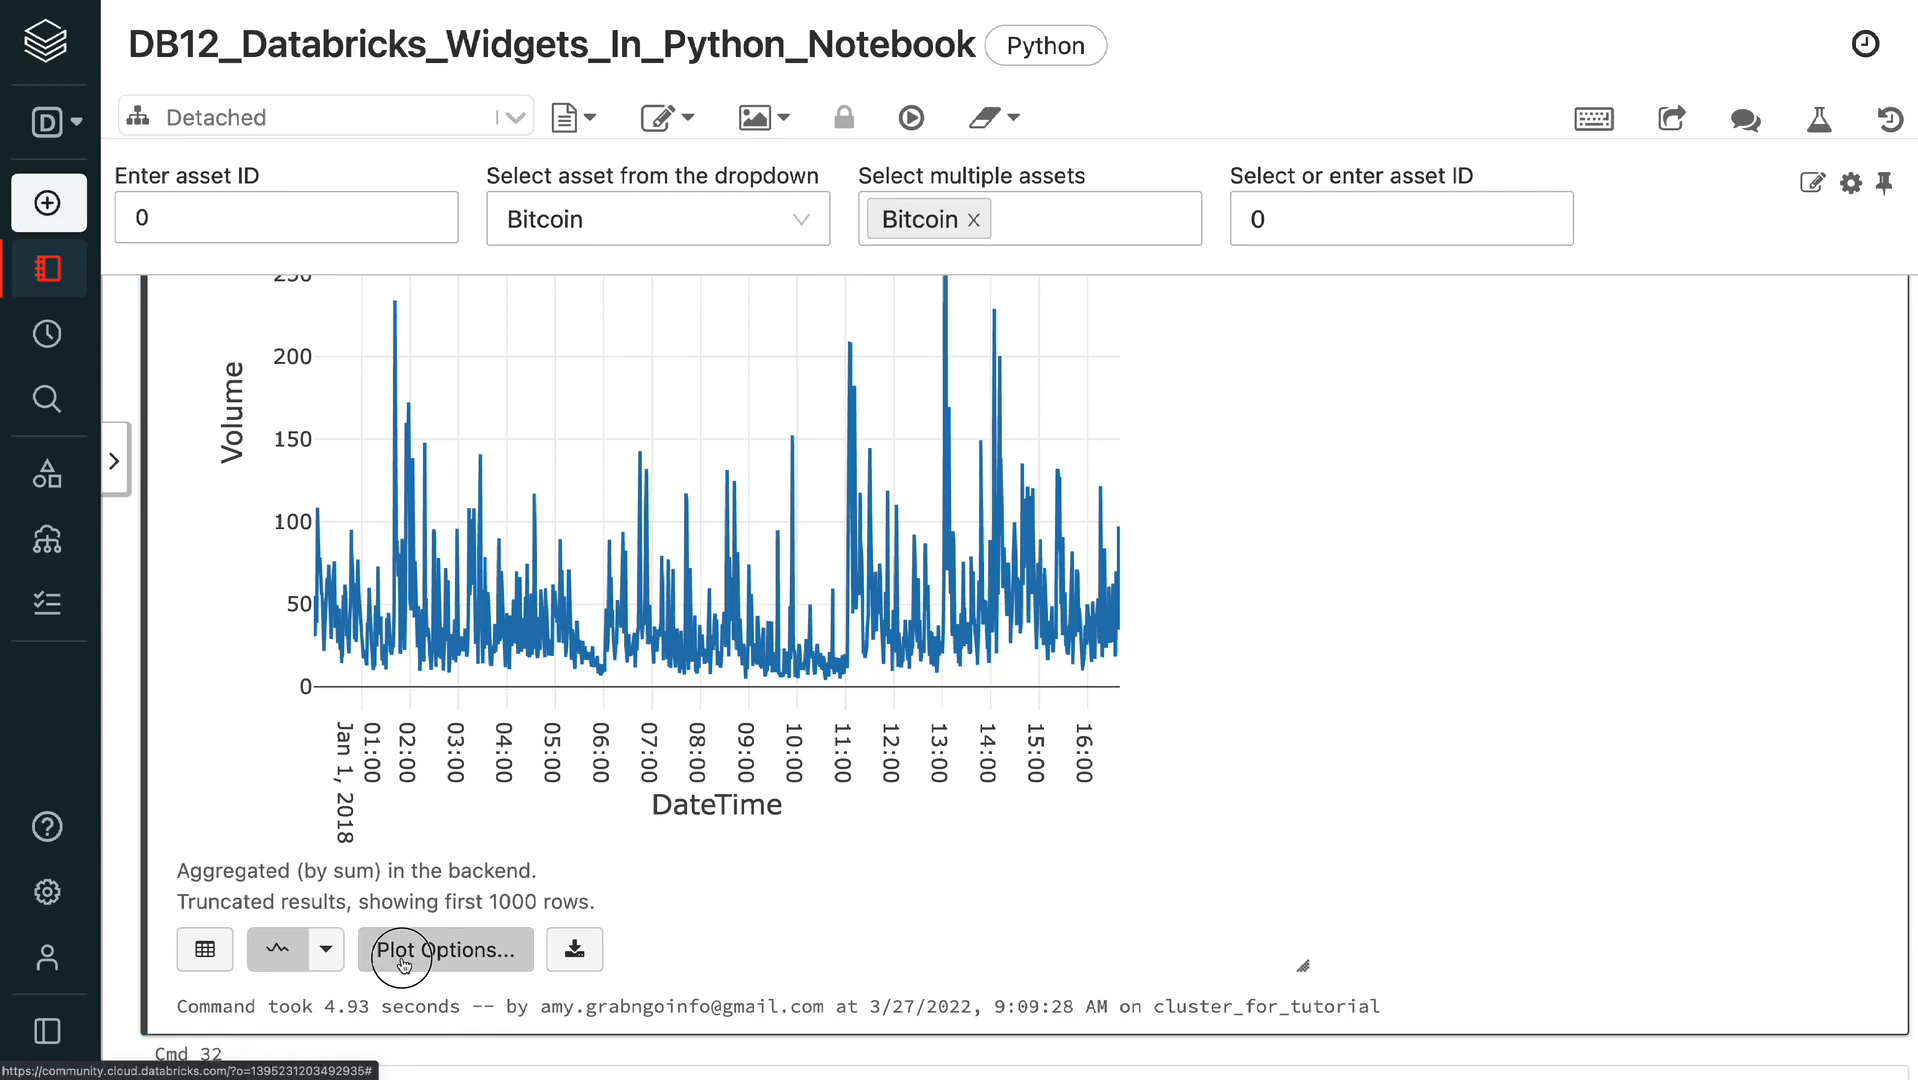 DB12_Databricks_Widgets_In_Python_Notebook
Python
D
Detached
Enter asset ID
Select asset from the dropdown
Select multiple assets
Select or enter asset ID
0
Bitcoin
Bitcoin x
0
250
200
150
100
50
0
Volume
Jan 1, 2018
01:00
02:00
03:00
04:00
05:00
06:00
07:00
08:00
09:00
10:00
11:00
12:00
13:00
14:00
15:00
16:00
DateTime
Aggregated (by sum) in the backend.
Truncated results, showing first 1000 rows.
Plot Options...
Command took 4.93 seconds -- by amy.grabngoinfo@gmail.com at 3/27/2022, 9:09:28 AM on cluster_for_tutorial
Cmd 32
https://community.cloud.databricks.com/?o=1395231203492935#